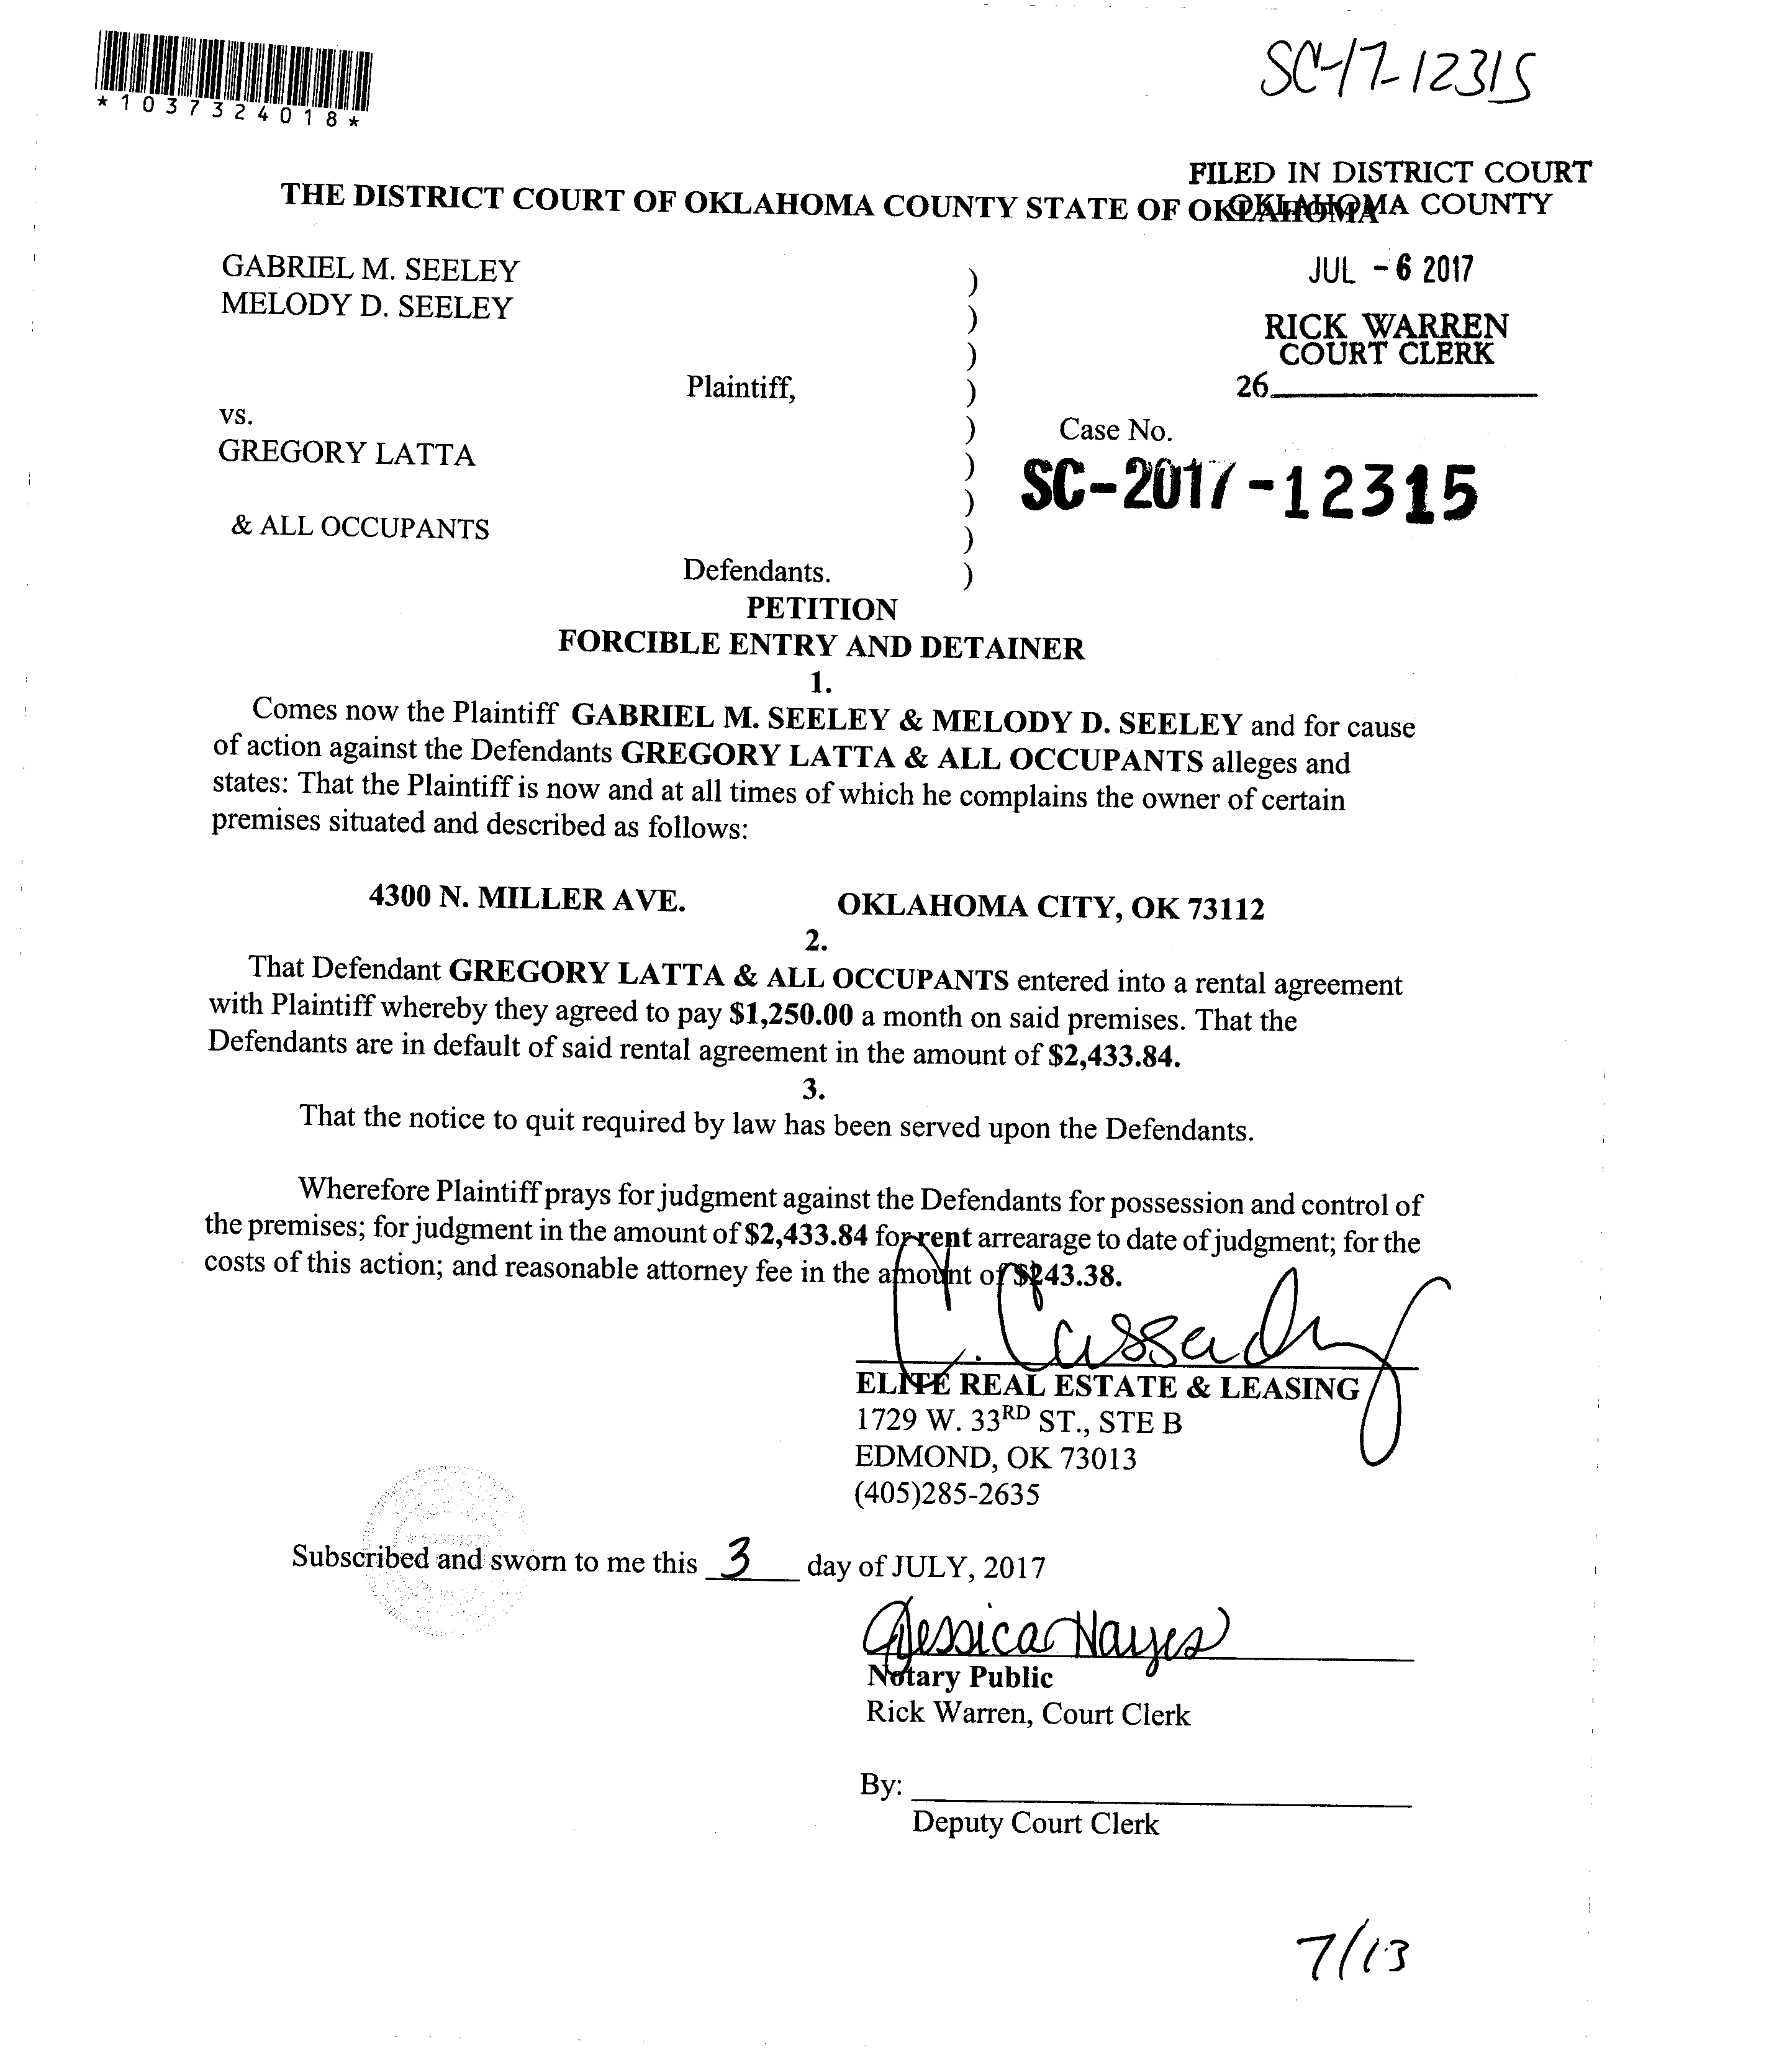 *1037324018*
SC-17-12315
FILED IN DISTRICT COURT
OKLAHOMA COUNTY
THE DISTRICT COURT OF OKLAHOMA COUNTY STATE OF OKLAHOMA
JUL - 6 2017
RICK WARREN
COURT CLERK
26
GABRIEL M. SEELEY )
MELODY D. SEELEY )
)
Plaintiff, )
vs. )
GREGORY LATTA )
)
& ALL OCCUPANTS )
Defendants. )
Case No.
SC-2017-12315
PETITION
FORCIBLE ENTRY AND DETAINER
1.
Comes now the Plaintiff GABRIEL M. SEELEY & MELODY D. SEELEY and for cause
of action against the Defendants GREGORY LATTA & ALL OCCUPANTS alleges and
states: That the Plaintiff is now and at all times of which he complains the owner of certain
premises situated and described as follows:
4300 N. MILLER AVE. OKLAHOMA CITY, OK 73112
2.
That Defendant GREGORY LATTA & ALL OCCUPANTS entered into a rental agreement
with Plaintiff whereby they agreed to pay $1,250.00 a month on said premises. That the
Defendants are in default of said rental agreement in the amount of $2,433.84.
3.
That the notice to quit required by law has been served upon the Defendants.
Wherefore Plaintiff prays for judgment against the Defendants for possession and control of
the premises; for judgment in the amount of $2,433.84 for rent arrearage to date of judgment; for the
costs of this action; and reasonable attorney fee in the amount of $243.38.
C. Cassady
ELITE REAL ESTATE & LEASING
1729 W. 33RD ST., STE B
EDMOND, OK 73013
(405)285-2635
Subscribed and sworn to me this 3 day of JULY, 2017
Jessica Hayes
Notary Public
Rick Warren, Court Clerk
By:
Deputy Court Clerk
7/13